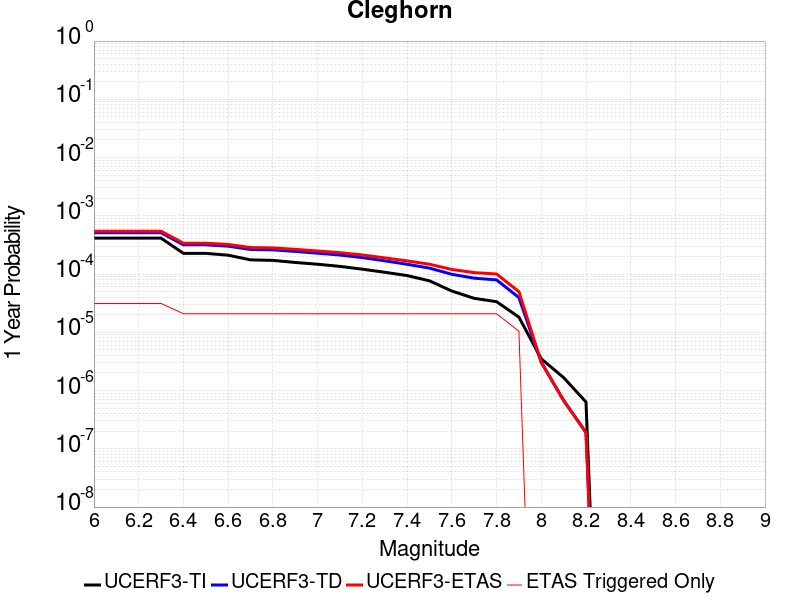 Cleghorn
10^0
10^-1
10^-2
10^-3
10^-4
10^-5
10^-6
10^-7
10^-8
1 Year Probability
6 6.2 6.4 6.6 6.8 7 7.2 7.4 7.6 7.8 8 8.2 8.4 8.6 8.8 9
Magnitude
UCERF3-TI UCERF3-TD UCERF3-ETAS ETAS Triggered Only